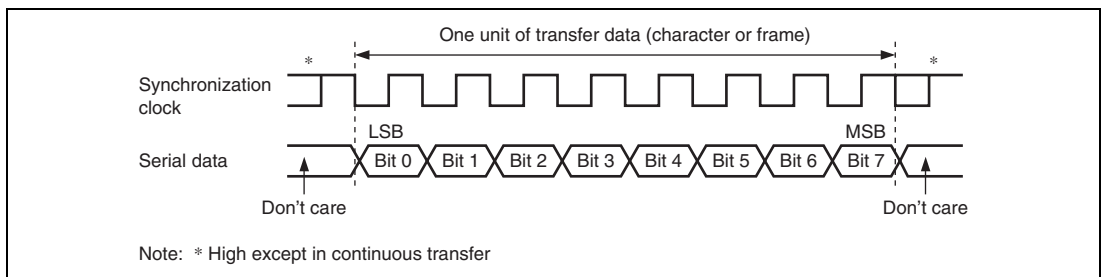 One unit of transfer data (character or frame)
* *
Synchronization
clock
LSB MSB
Serial data Bit 0 Bit 1 Bit 2 Bit 3 Bit 4 Bit 5 Bit 6 Bit 7
Don't care Don't care
Note: * High except in continuous transfer